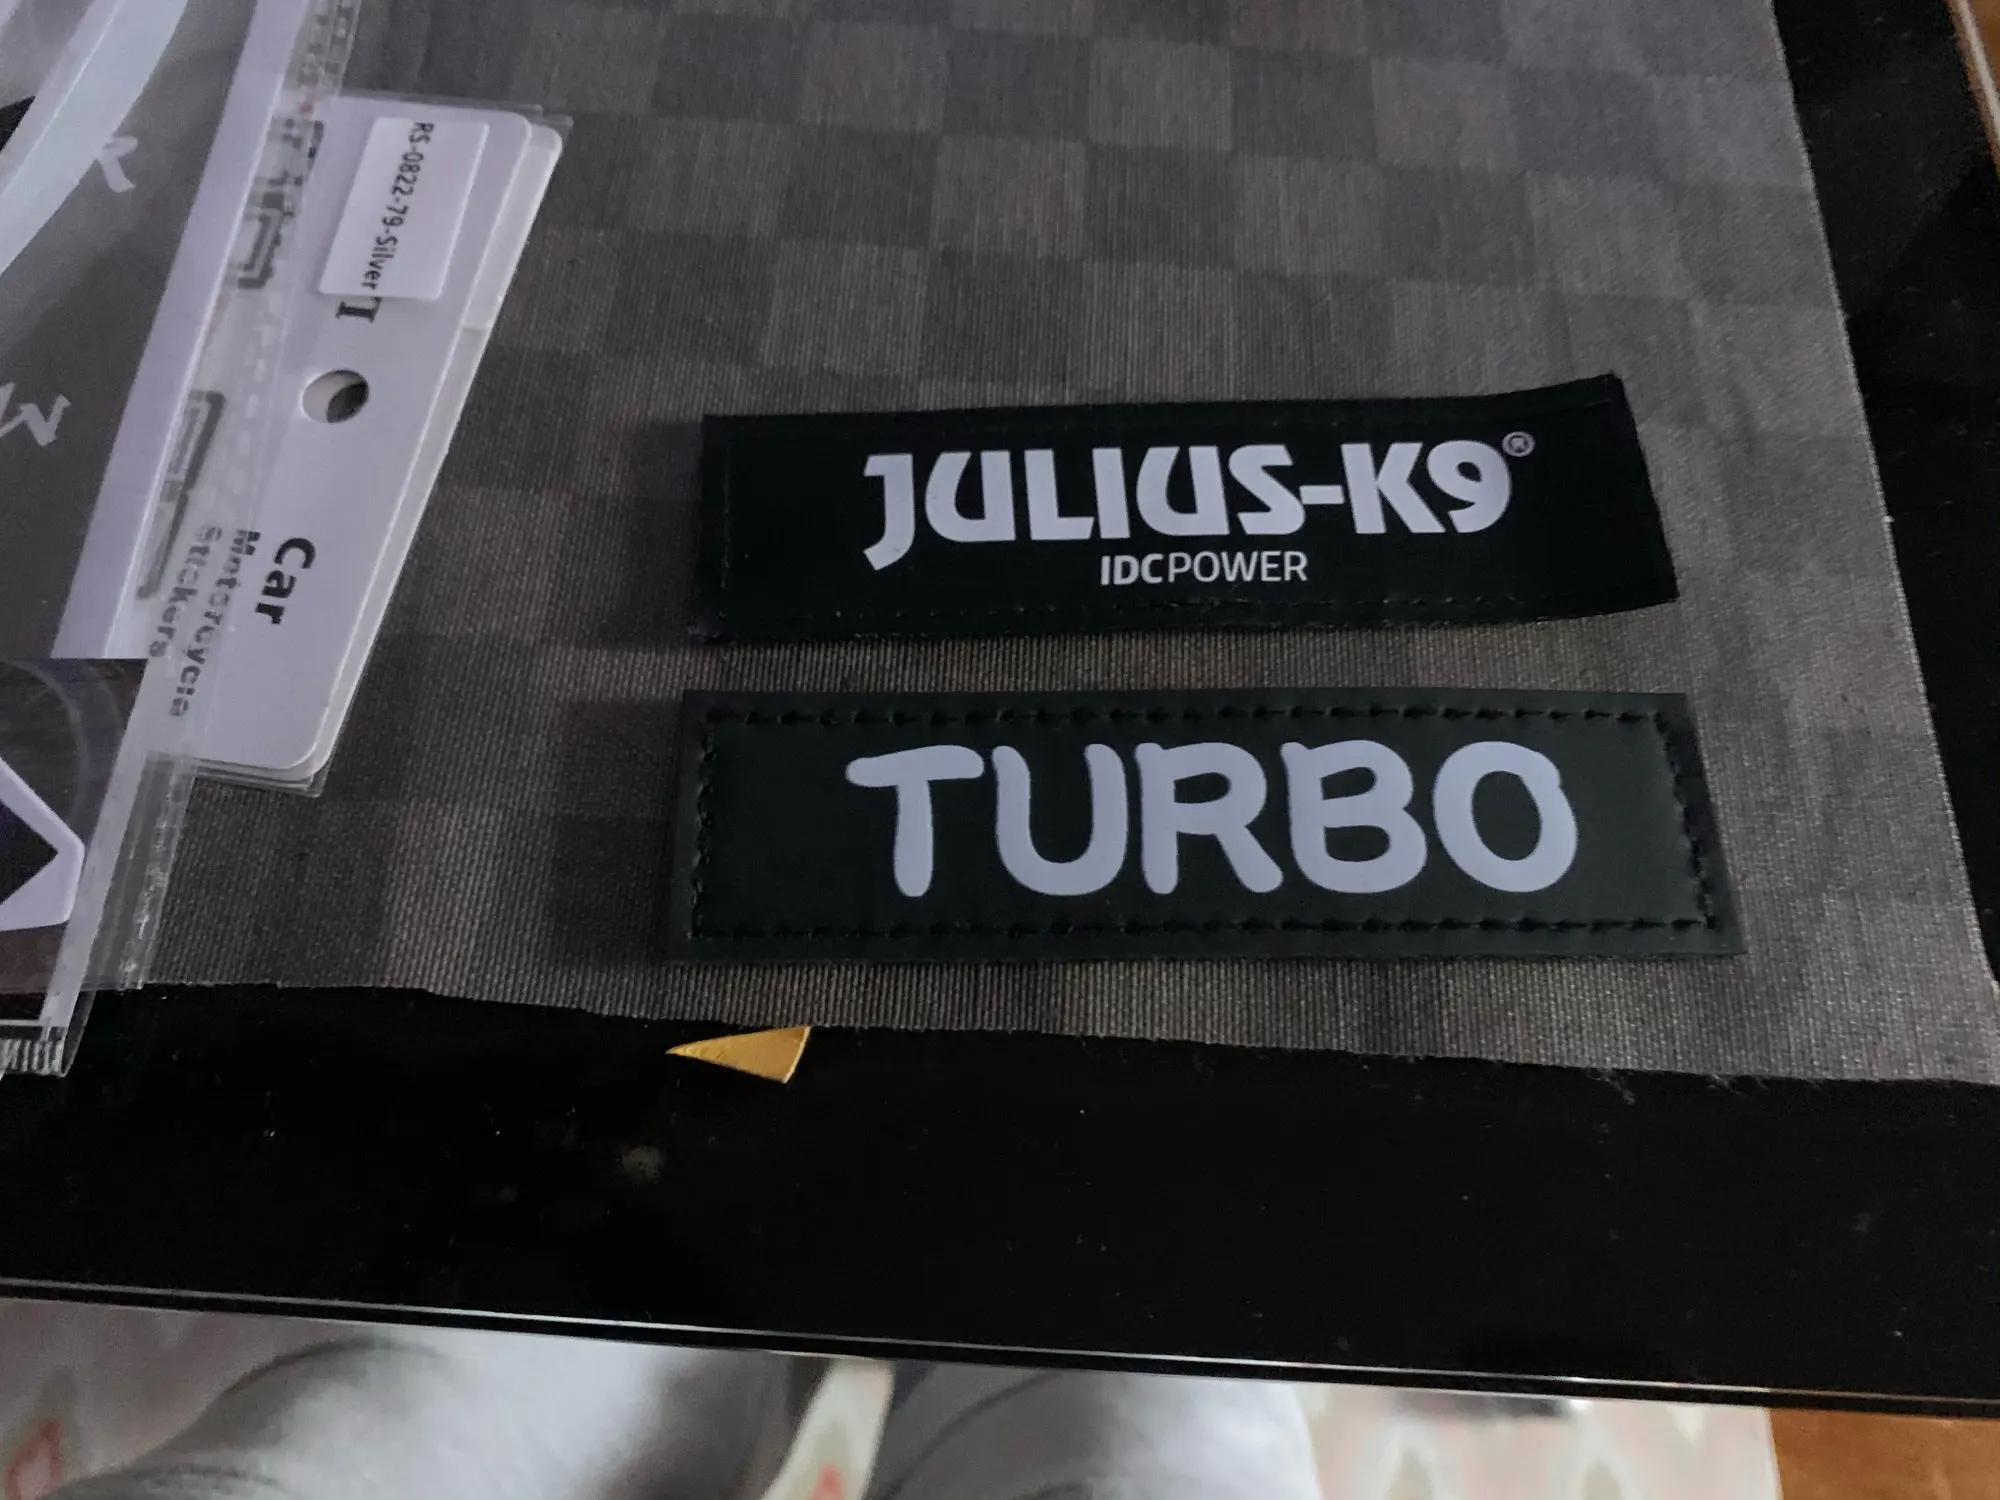 RS-0822-79-Silver
Car
Motorcycle
Stickers
JULIUS-K9®
IDCPOWER
TURBO